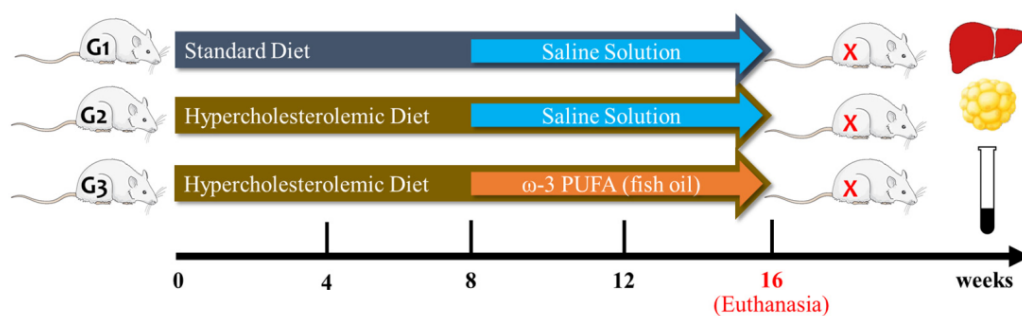 G1 Standard Diet Saline Solution X
G2 Hypercholesterolemic Diet Saline Solution X
G3 Hypercholesterolemic Diet ω-3 PUFA (fish oil) X
0 4 8 12 16 weeks
(Euthanasia)